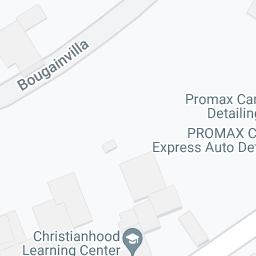 Bougainvilla
Promax Car
Detailing
PROMAX C
Express Auto Det
Christianhood
Learning Center